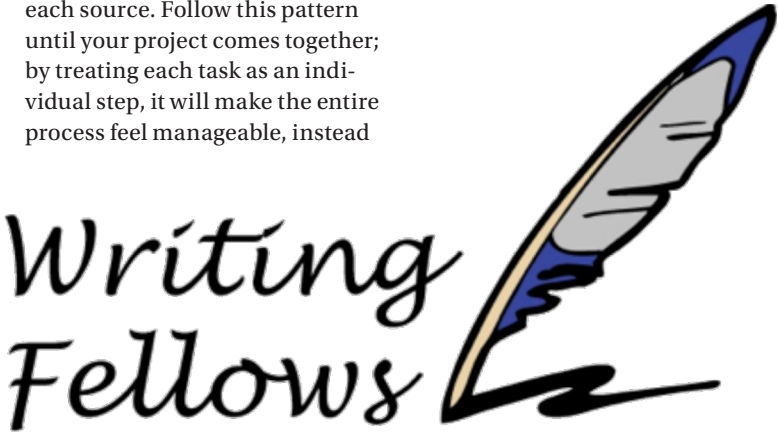 each source. Follow this pattern
until your project comes together;
by treating each task as an indi-
vidual step, it will make the entire
process feel manageable, instead
Writing
Fellows